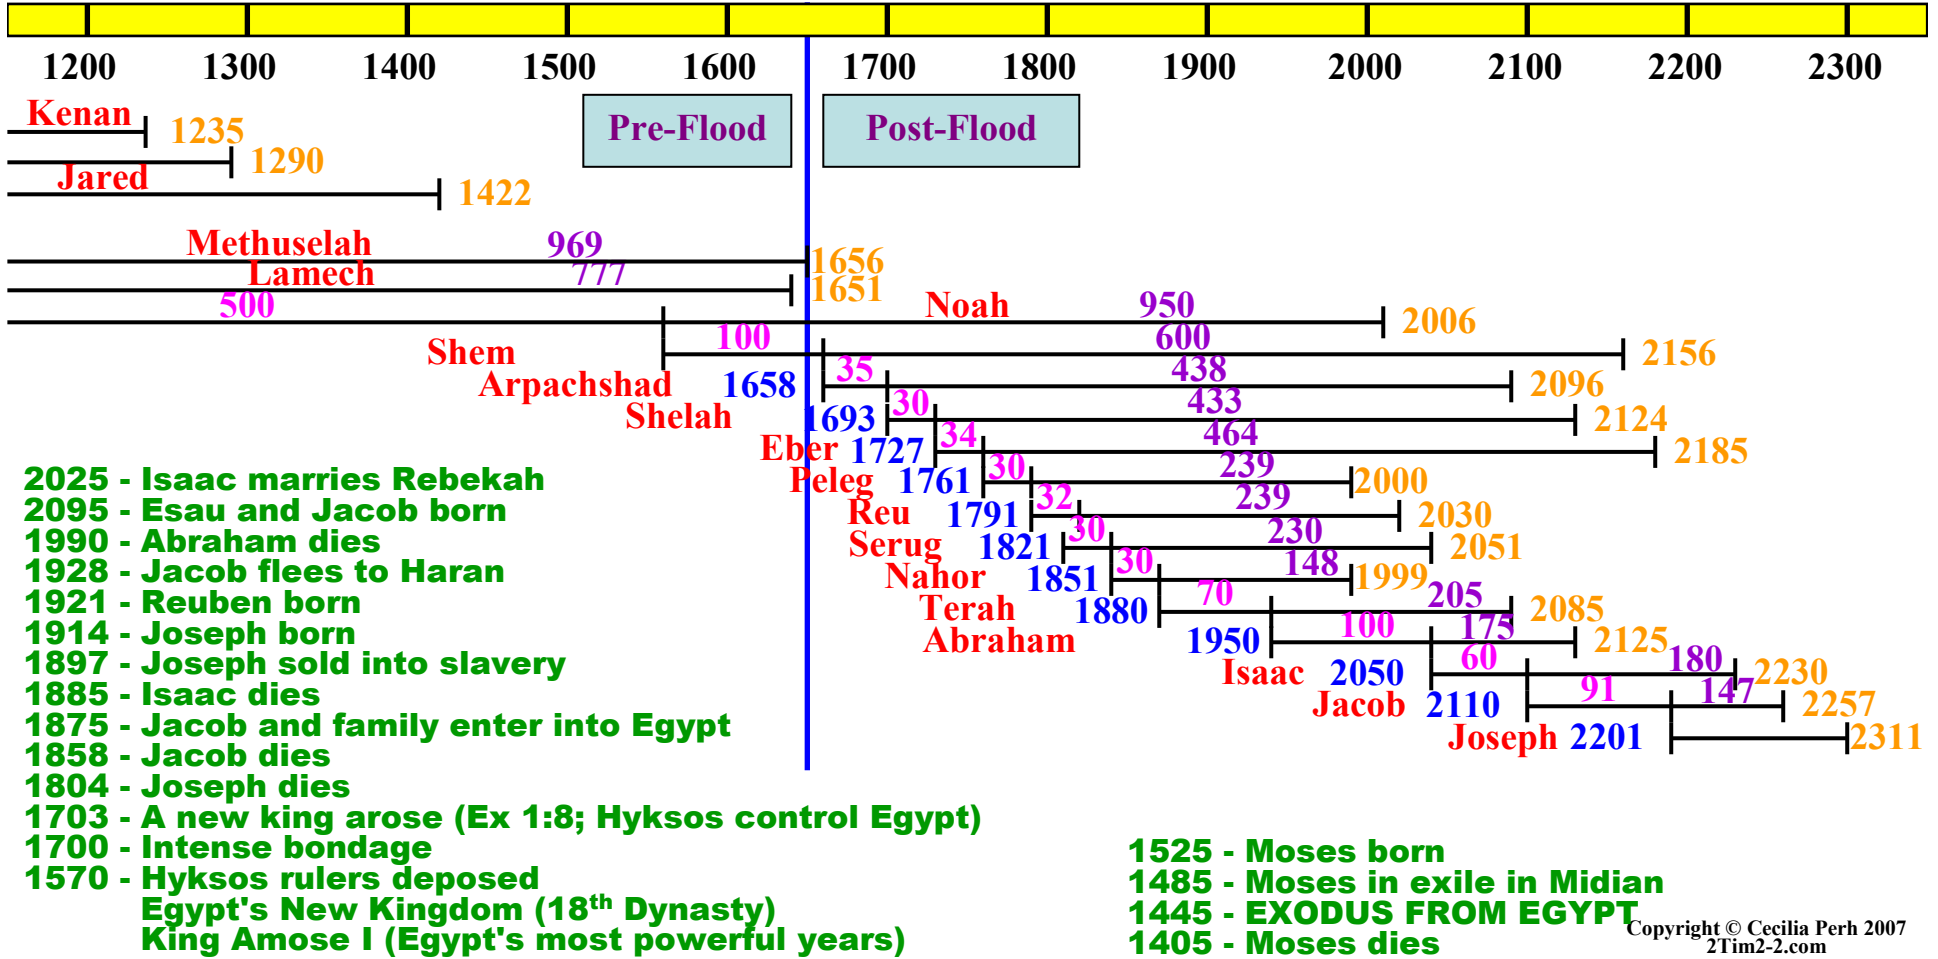 1200 1300 1400 1500 1600 1700 1800 1900 2000 2100 2200 2300
Pre-Flood Post-Flood
Kenan 1235
1290
Jared 1422
Methuselah 969 1656
Lamech 777 1651
500 Noah 950 2006
Shem 100 600 2156
Arpachshad 1658 35 438 2096
Shelah 1693 30 433 2124
Eber 1727 34 464 2185
Peleg 1761 30 239 2000
Reu 1791 32 239 2030
Serug 1821 30 230 2051
Nahor 1851 30 148 1999
Terah 1880 70 205 2085
Abraham 1950 100 175 2125
Isaac 2050 60 180 2230
Jacob 2110 91 147 2257
Joseph 2201 2311
2025 - Isaac marries Rebekah
2095 - Esau and Jacob born
1990 - Abraham dies
1928 - Jacob flees to Haran
1921 - Reuben born
1914 - Joseph born
1897 - Joseph sold into slavery
1885 - Isaac dies
1875 - Jacob and family enter into Egypt
1858 - Jacob dies
1804 - Joseph dies
1703 - A new king arose (Ex 1:8; Hyksos control Egypt)
1700 - Intense bondage
1570 - Hyksos rulers deposed
Egypt's New Kingdom (18th Dynasty)
King Amose I (Egypt's most powerful years)
1525 - Moses born
1485 - Moses in exile in Midian
1445 - EXODUS FROM EGYPT
1405 - Moses dies
Copyright © Cecilia Perh 2007
2Tim2-2.com